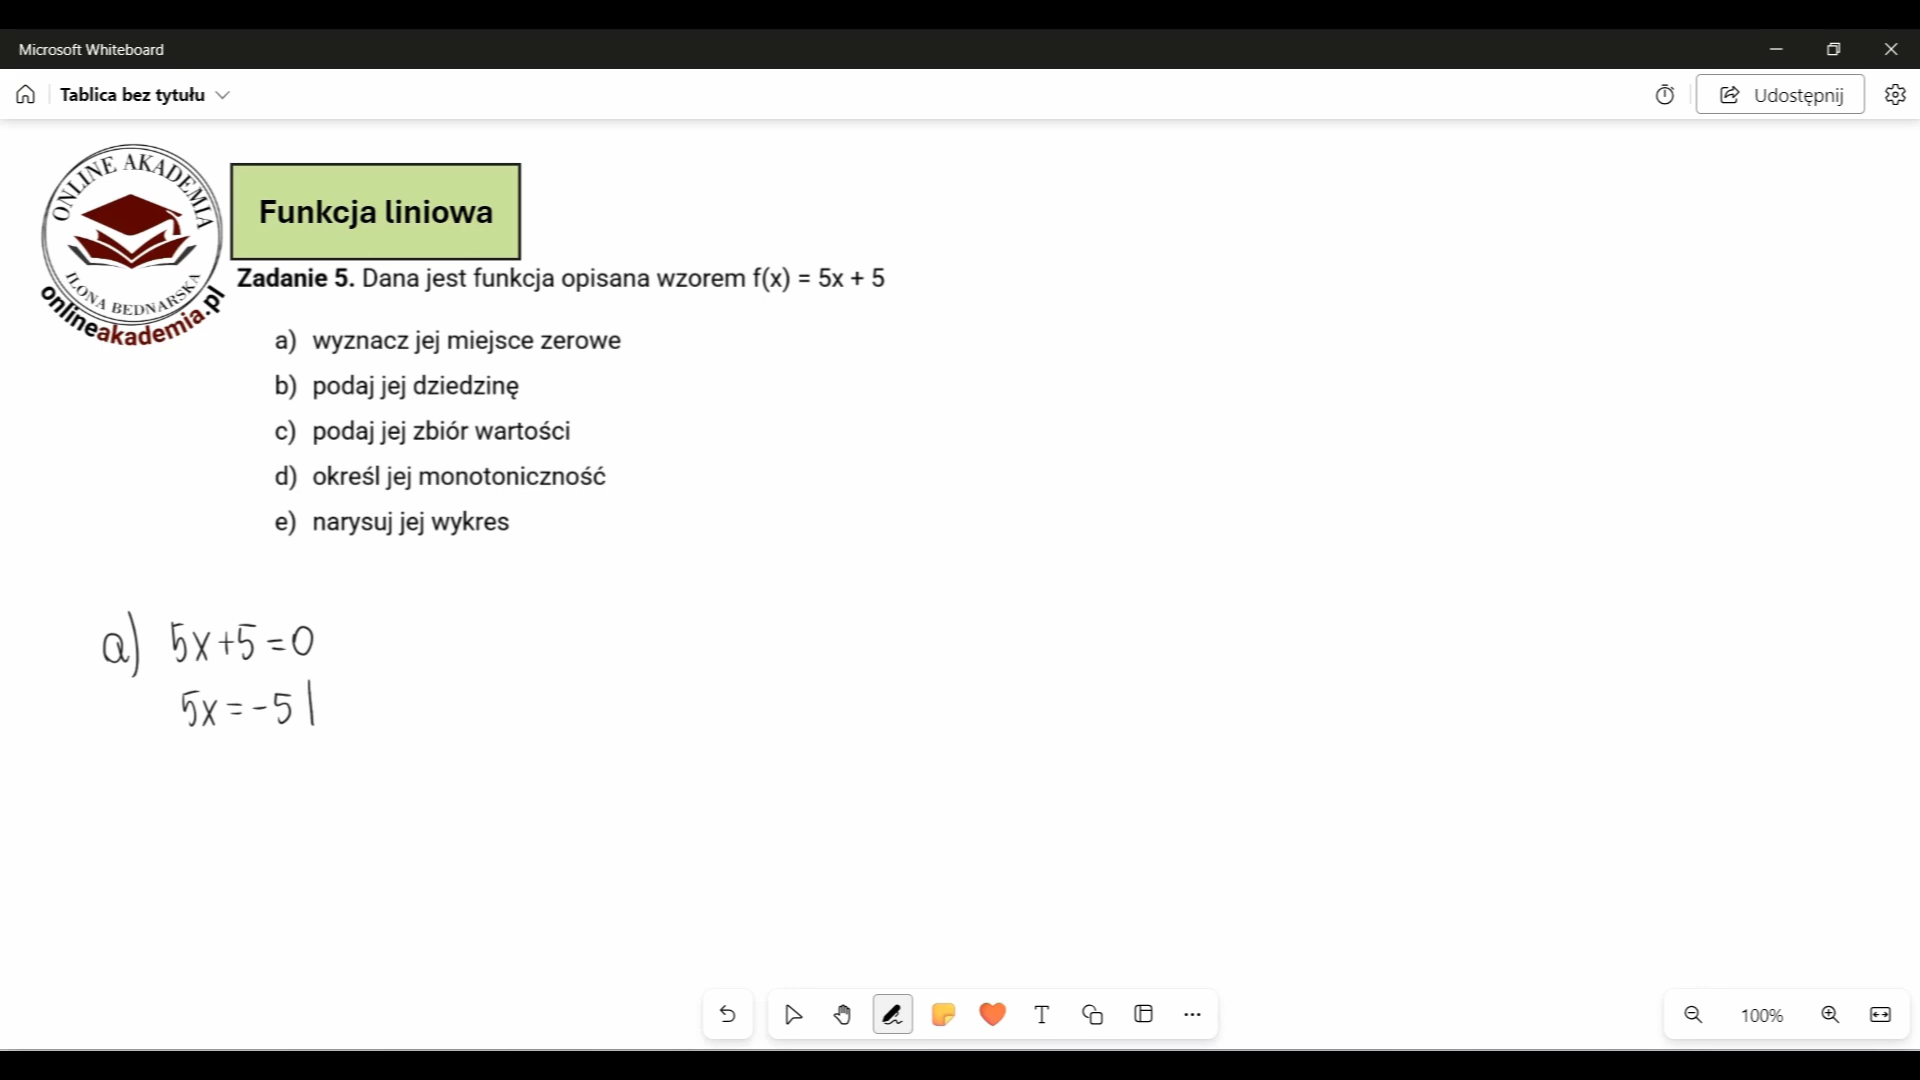 Microsoft Whiteboard
Tablica bez tytułu
Udostępnij
ONLINE AKADEMIA
ILONA BEDNARSKA
onlineakademia.pl
Funkcja liniowa
Zadanie 5. Dana jest funkcja opisana wzorem f(x) = 5x + 5
a) wyznacz jej miejsce zerowe
b) podaj jej dziedzinę
c) podaj jej zbiór wartości
d) określ jej monotoniczność
e) narysuj jej wykres
a) 5x+5=0
5x=-5 |
100%